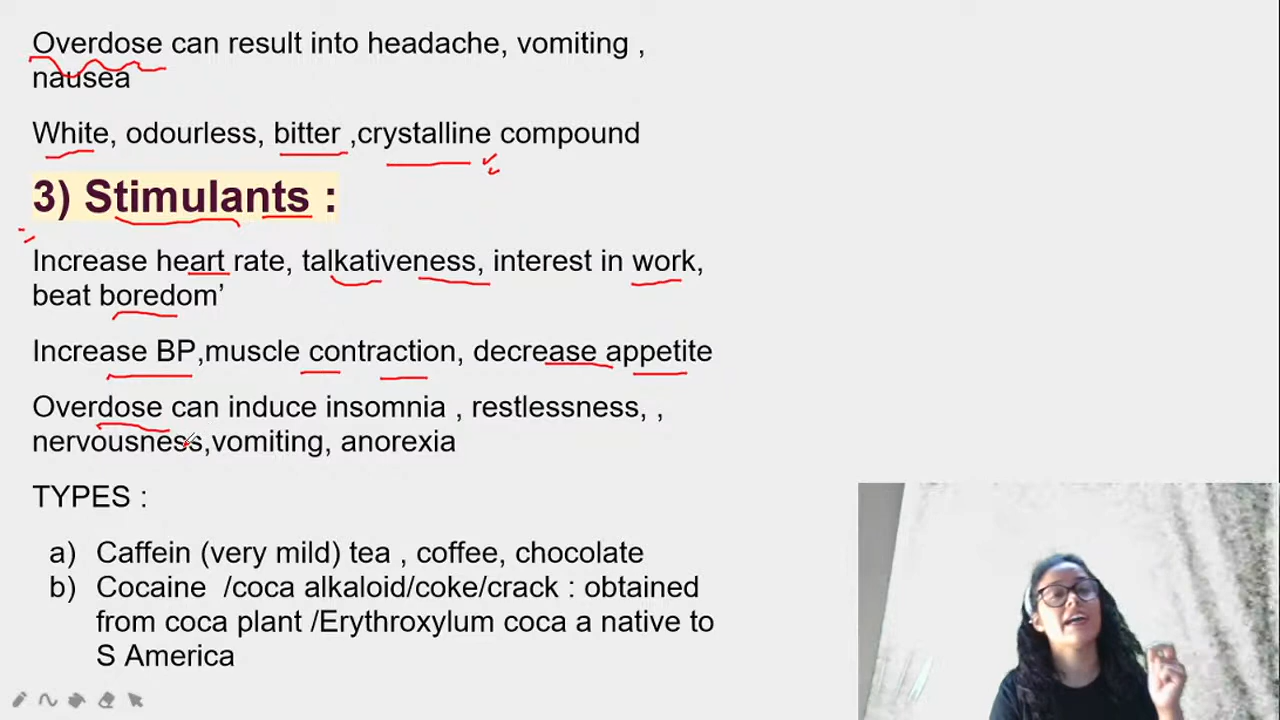 Overdose can result into headache, vomiting ,
nausea
White, odourless, bitter ,crystalline compound
3) Stimulants :
Increase heart rate, talkativeness, interest in work,
beat boredom’
Increase BP,muscle contraction, decrease appetite
Overdose can induce insomnia , restlessness, ,
nervousness,vomiting, anorexia
TYPES :
a) Caffein (very mild) tea , coffee, chocolate
b) Cocaine /coca alkaloid/coke/crack : obtained
from coca plant /Erythroxylum coca a native to
S America